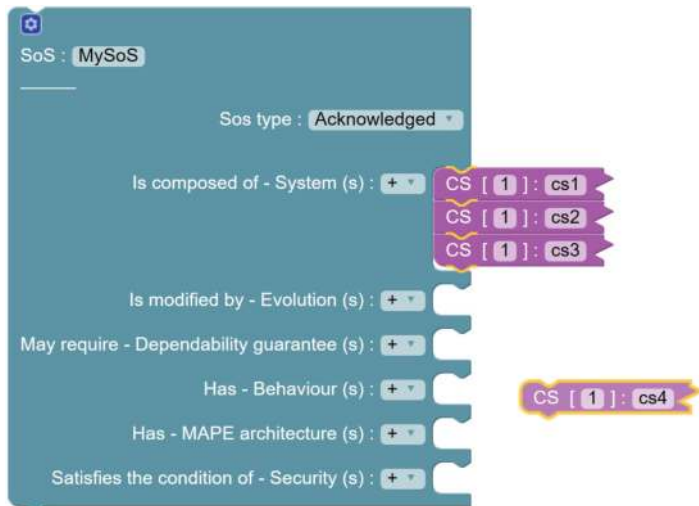 SoS : MySoS
Sos type : Acknowledged
Is composed of - System (s) : + CS [ 1 ] : cs1
CS [ 1 ] : cs2
CS [ 1 ] : cs3
Is modified by - Evolution (s) : +
May require - Dependability guarantee (s) : +
Has - Behaviour (s) : +
CS [ 1 ] : cs4
Has - MAPE architecture (s) : +
Satisfies the condition of - Security (s) : +